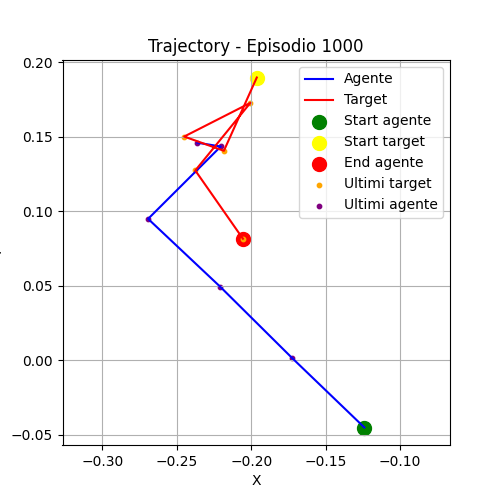 Trajectory - Episodio 1000
0.20
0.15
0.10
0.05
0.00
−0.05
−0.30
−0.25
−0.20
−0.15
−0.10
X
Agente
Target
Start agente
Start target
End agente
Ultimi target
Ultimi agente